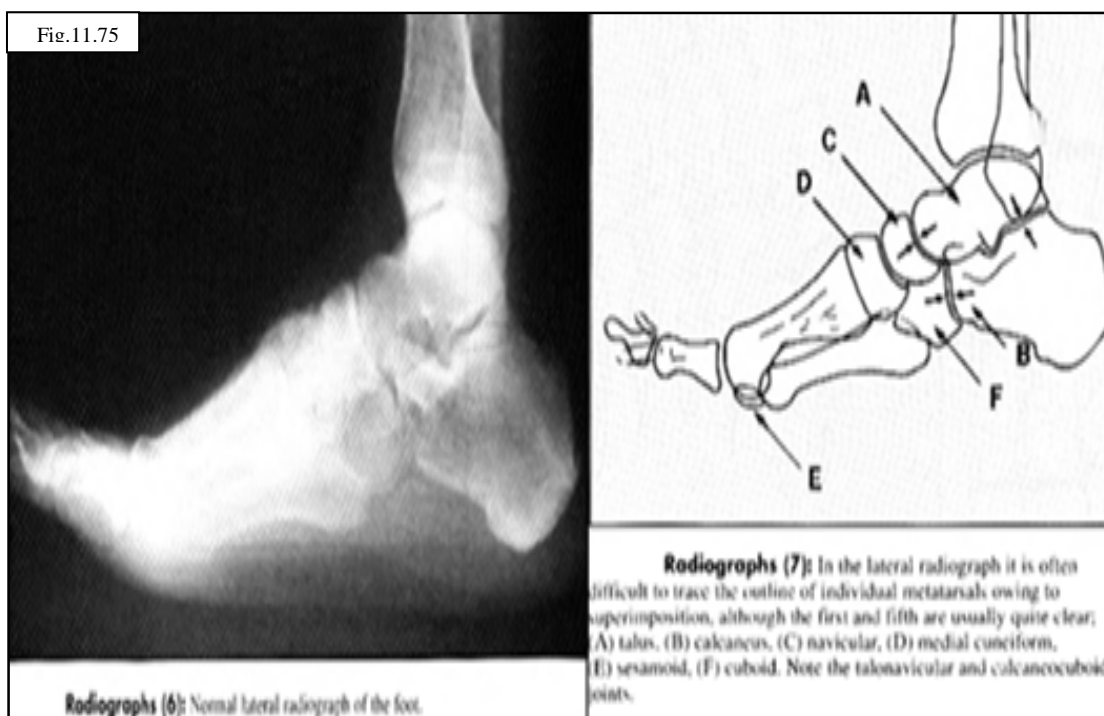 Fig.11.75
A
C
D
B
F
E
Radiographs (6): Normal lateral radiograph of the foot.
Radiographs (7): In the lateral radiograph it is often
difficult to trace the outline of individual metatarsals owing to
superimposition, although the first and fifth are usually quite clear;
(A) talus, (B) calcaneus, (C) navicular, (D) medial cuneiform,
(E) sesamoid, (F) cuboid. Note the talonavicular and calcaneocuboid
joints.